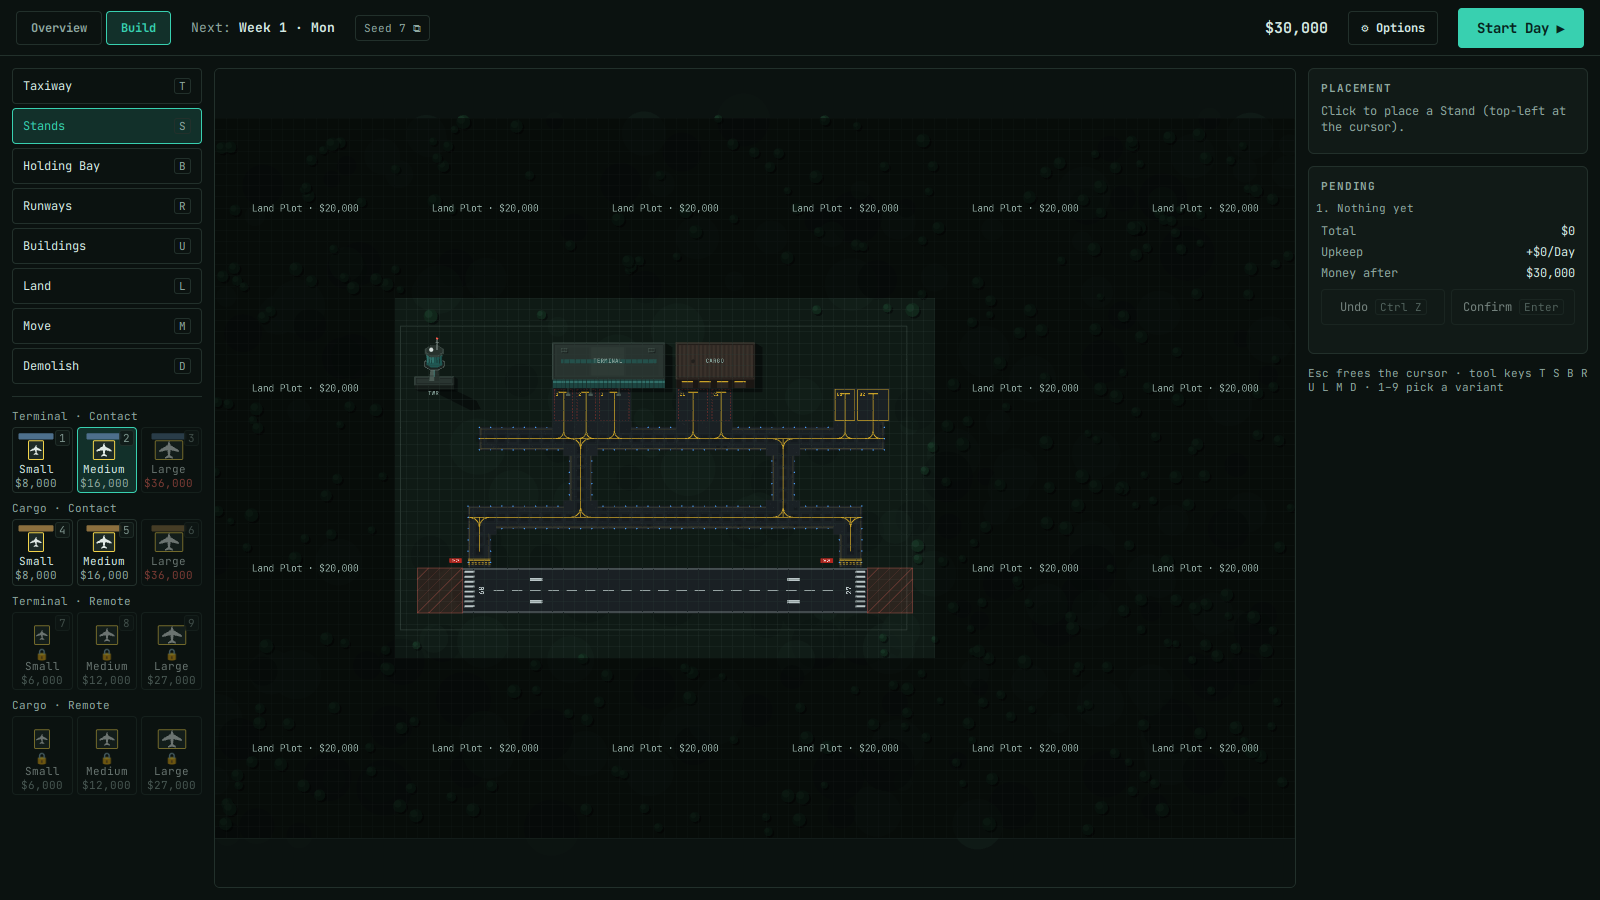 Overview
Build
Next: Week 1 · Mon
Seed 7
$30,000
Options
Start Day ▶
Taxiway T
Stands S
Holding Bay B
Runways R
Buildings U
Land L
Move M
Demolish D
Terminal · Contact
1 2 3
Small Medium Large
$8,000 $16,000 $36,000
Cargo · Contact
4 5 6
Small Medium Large
$8,000 $16,000 $36,000
Terminal · Remote
7 8 9
Small Medium Large
$6,000 $12,000 $27,000
Cargo · Remote
Small Medium Large
$6,000 $12,000 $27,000
Land Plot · $20,000 Land Plot · $20,000 Land Plot · $20,000 Land Plot · $20,000 Land Plot · $20,000 Land Plot · $20,000
TERMINAL
CARGO
TWR
Land Plot · $20,000 Land Plot · $20,000 Land Plot · $20,000
Land Plot · $20,000 Land Plot · $20,000 Land Plot · $20,000
09
27
Land Plot · $20,000 Land Plot · $20,000 Land Plot · $20,000 Land Plot · $20,000 Land Plot · $20,000 Land Plot · $20,000
PLACEMENT
Click to place a Stand (top-left at
the cursor).
PENDING
1. Nothing yet
Total $0
Upkeep +$0/Day
Money after $30,000
Undo Ctrl Z
Confirm Enter
Esc frees the cursor · tool keys T S B R
U L M D · 1–9 pick a variant